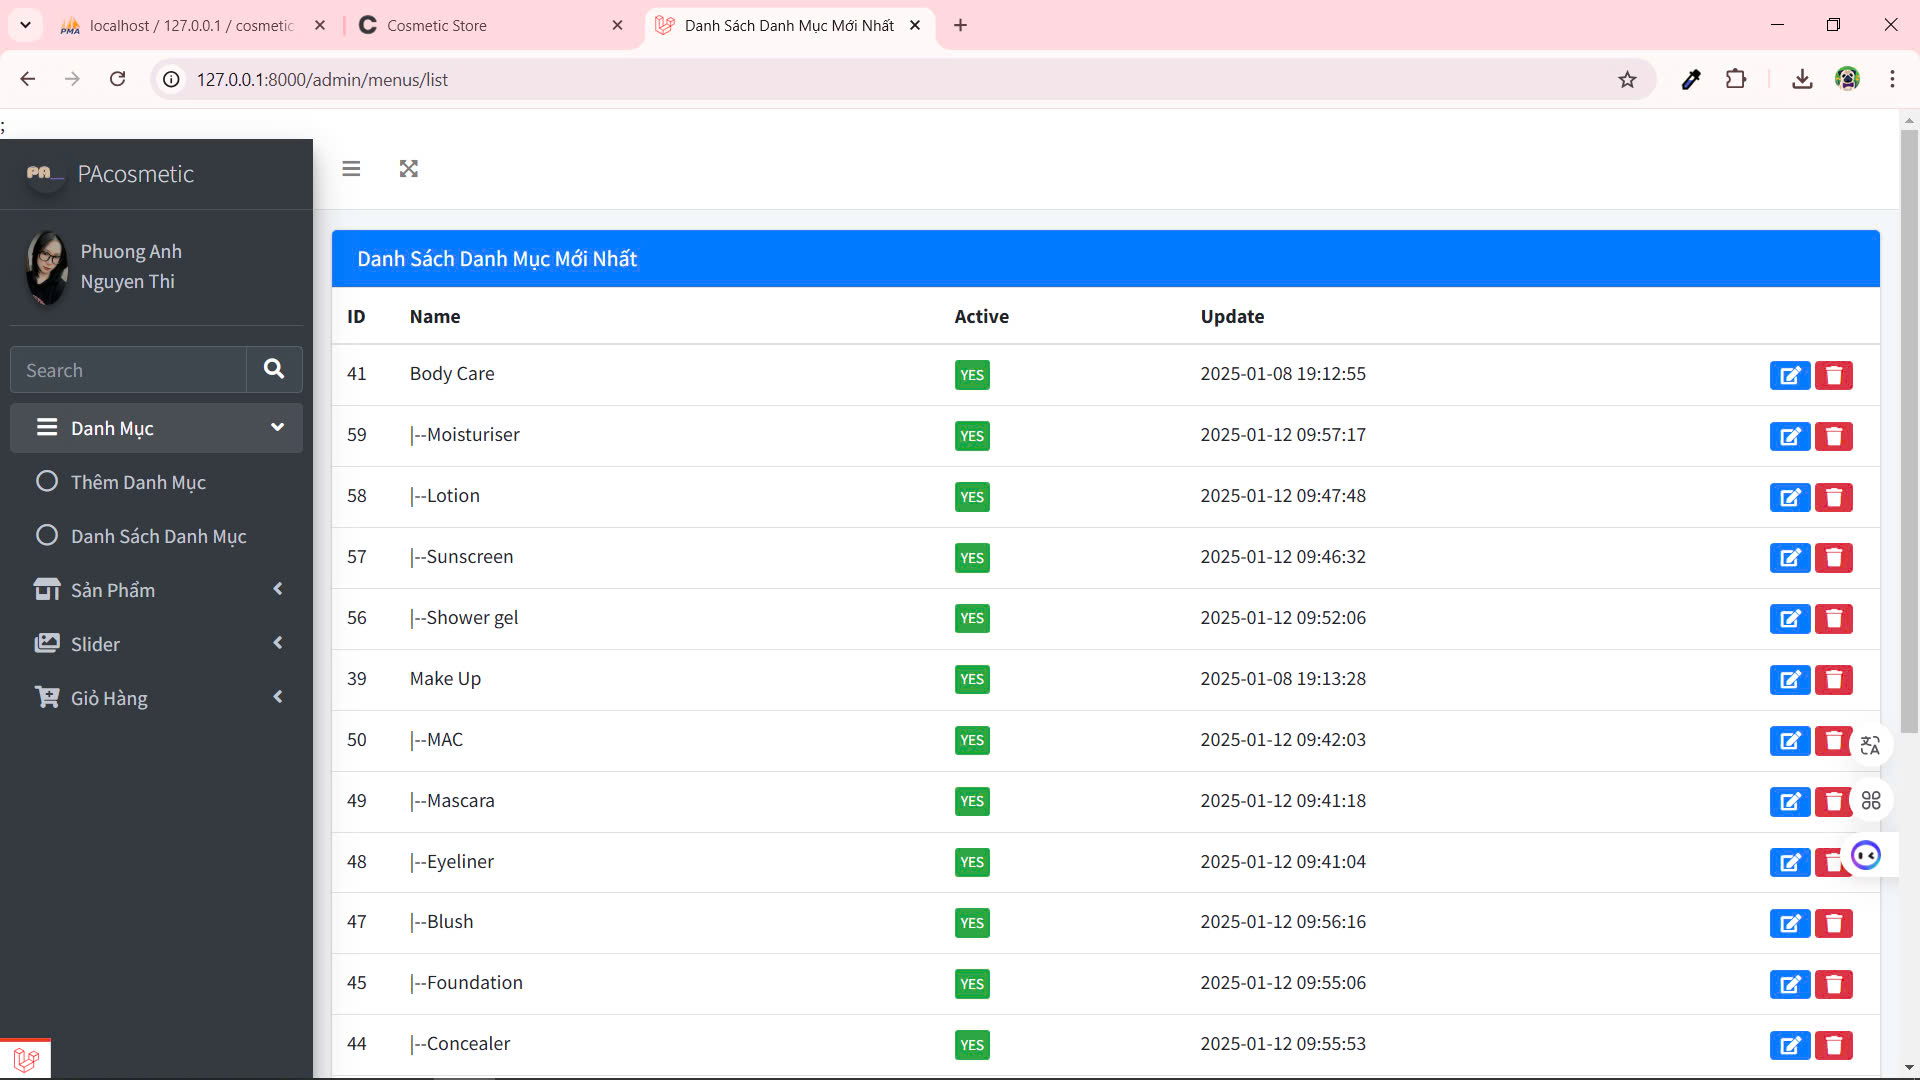 localhost / 127.0.0.1 / cosmetic
Cosmetic Store
Danh Sách Danh Mục Mới Nhất
127.0.0.1:8000/admin/menus/list
;
PA
PAcosmetic
Phuong Anh
Nguyen Thi
Search
Danh Mục
Thêm Danh Mục
Danh Sách Danh Mục
Sản Phẩm
Slider
Giỏ Hàng
Danh Sách Danh Mục Mới Nhất
ID Name Active Update
41 Body Care YES 2025-01-08 19:12:55
59 |--Moisturiser YES 2025-01-12 09:57:17
58 |--Lotion YES 2025-01-12 09:47:48
57 |--Sunscreen YES 2025-01-12 09:46:32
56 |--Shower gel YES 2025-01-12 09:52:06
39 Make Up YES 2025-01-08 19:13:28
50 |--MAC YES 2025-01-12 09:42:03
49 |--Mascara YES 2025-01-12 09:41:18
48 |--Eyeliner YES 2025-01-12 09:41:04
47 |--Blush YES 2025-01-12 09:56:16
45 |--Foundation YES 2025-01-12 09:55:06
44 |--Concealer YES 2025-01-12 09:55:53